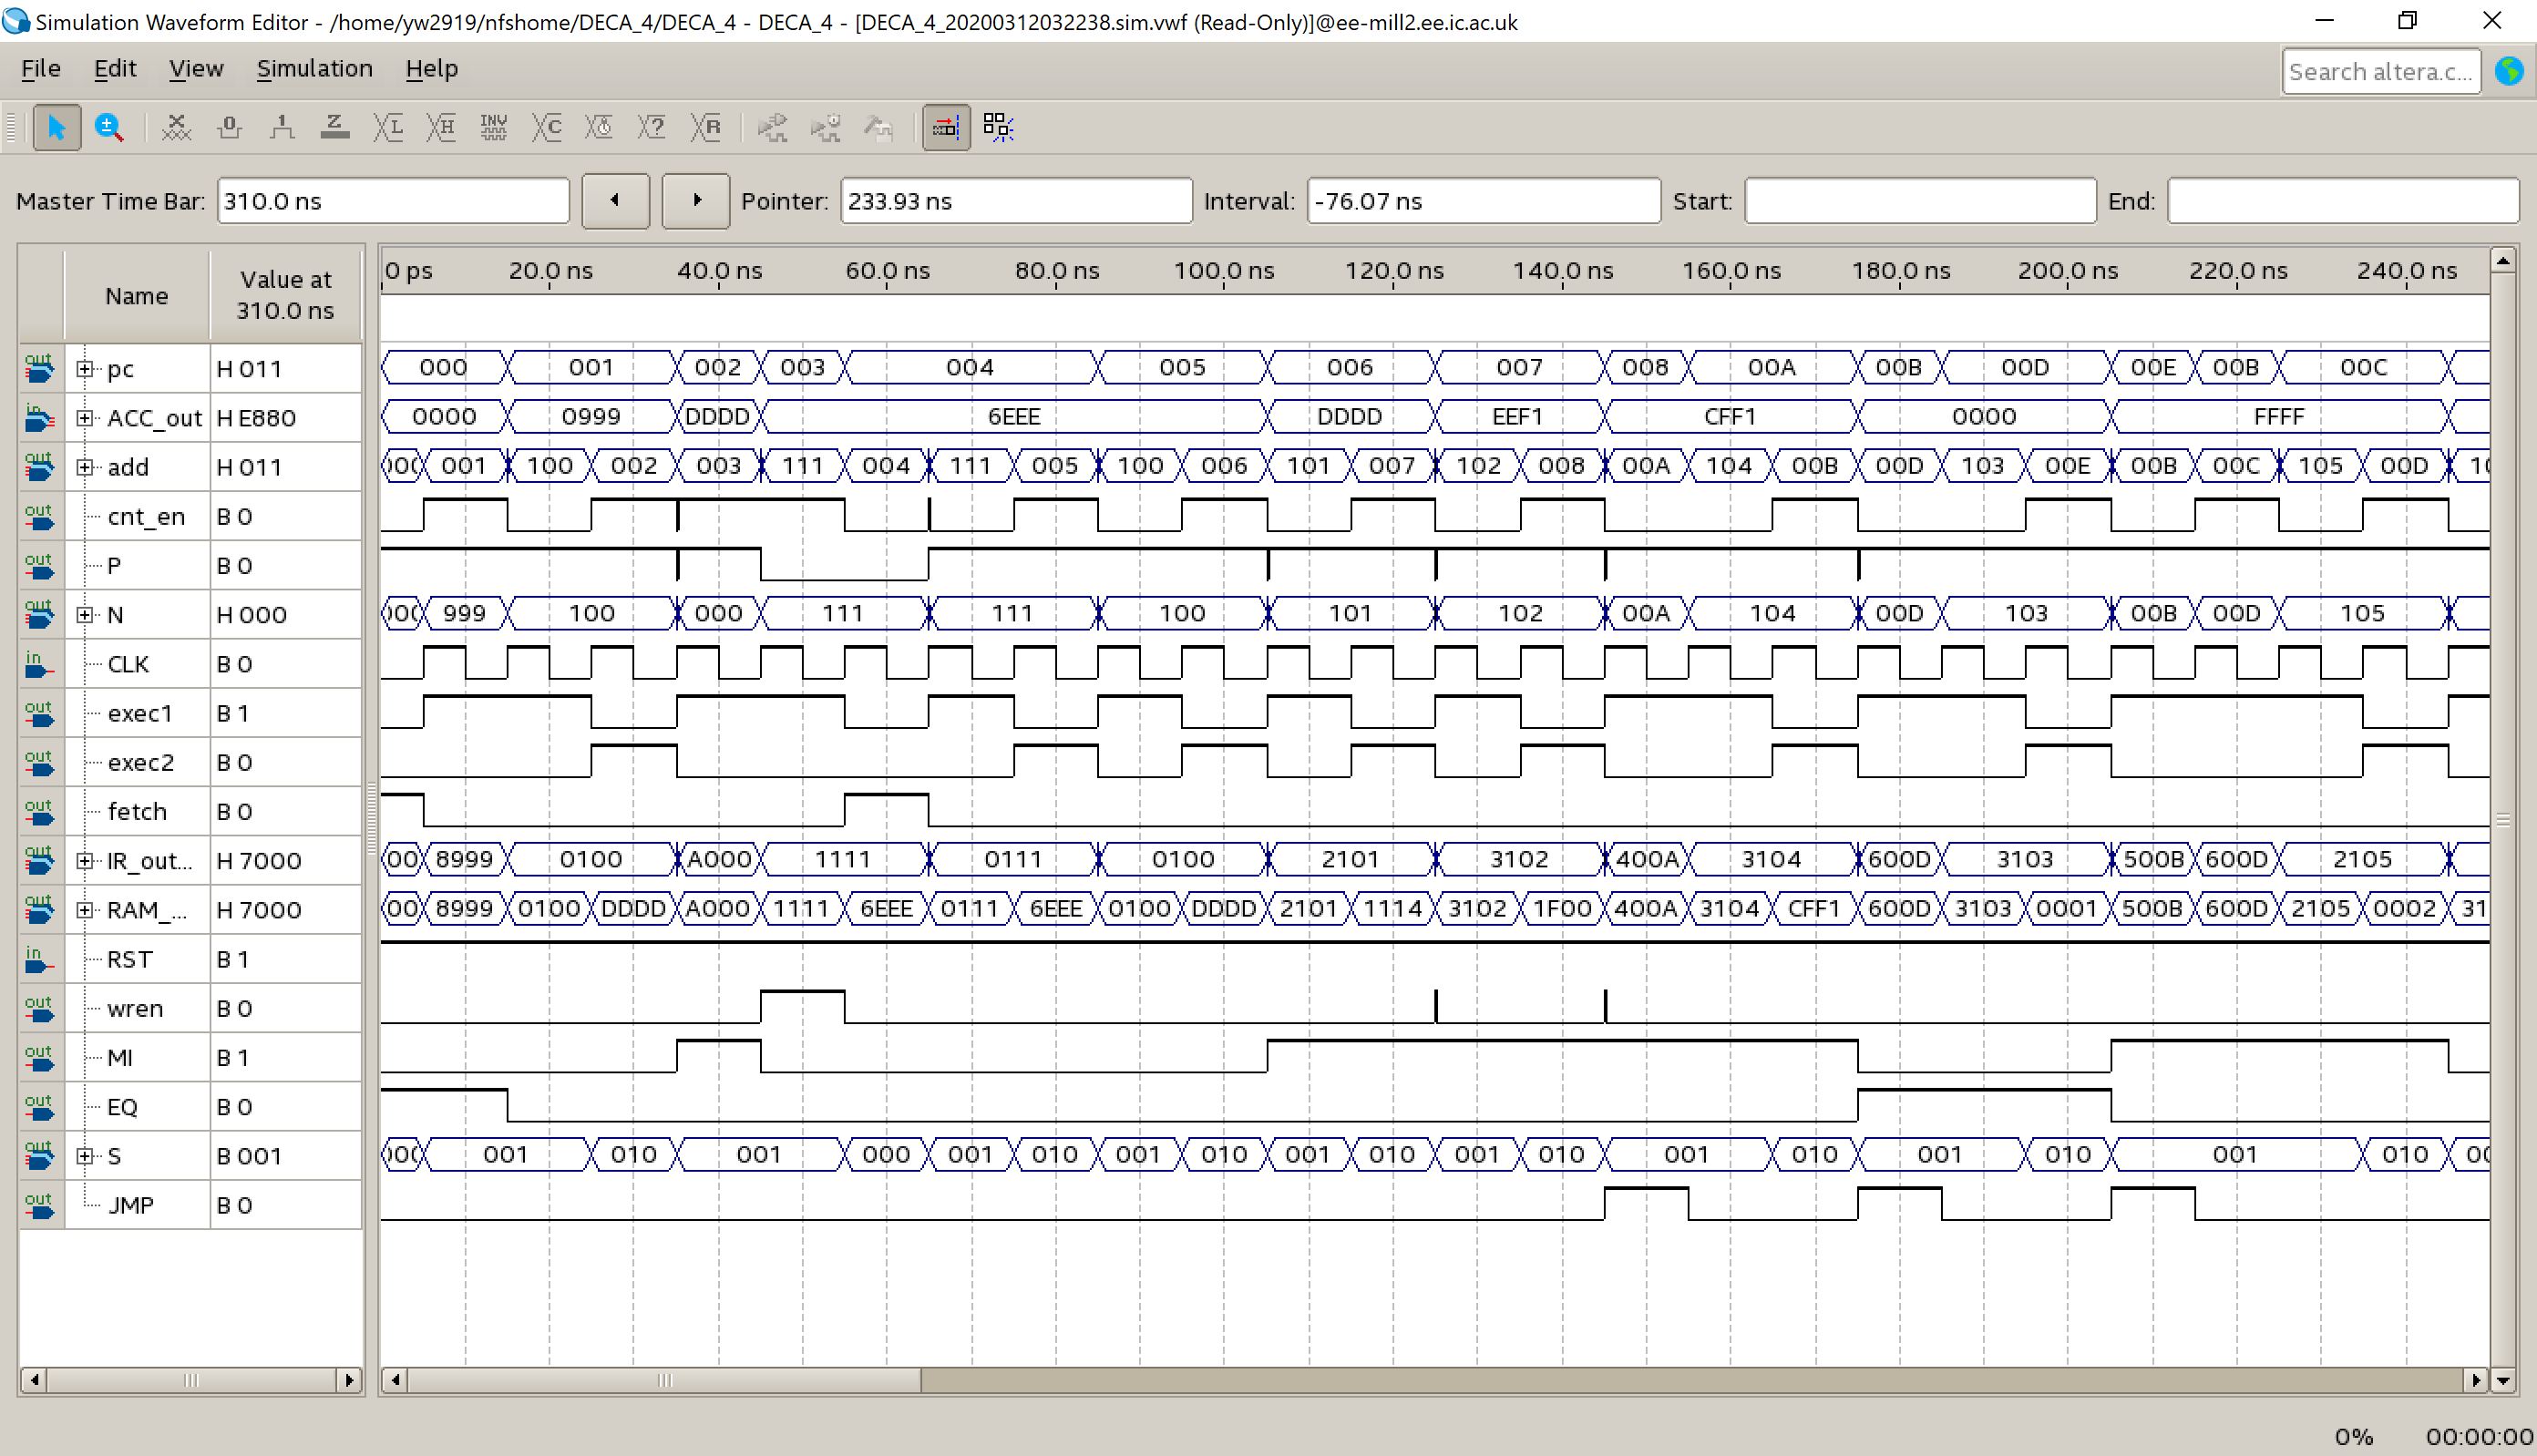 Simulation Waveform Editor - /home/yw2919/nfshome/DECA_4/DECA_4 - DECA_4 - [DECA_4_20200312032238.sim.vwf (Read-Only)]@ee-mill2.ee.ic.ac.uk
File Edit View Simulation Help Search altera.c...
Master Time Bar: 310.0 ns Pointer: 233.93 ns Interval: -76.07 ns Start: End:
Name Value at 310.0 ns 0 ps 20.0 ns 40.0 ns 60.0 ns 80.0 ns 100.0 ns 120.0 ns 140.0 ns 160.0 ns 180.0 ns 200.0 ns 220.0 ns 240.0 ns
out pc H 011 000 001 002 003 004 005 006 007 008 00A 00B 00D 00E 00B 00C
in ACC_out H E880 0000 0999 DDDD 6EEE DDDD EEF1 CFF1 0000 FFFF
out add H 011 00( 001 100 002 003 111 004 111 005 100 006 101 007 102 008 00A 104 00B 00D 103 00E 00B 00C 105 00D 10
out cnt_en B 0
out P B 0
out N H 000 00( 999 100 000 111 111 100 101 102 00A 104 00D 103 00B 00D 105
in CLK B 0
out exec1 B 1
out exec2 B 0
out fetch B 0
out IR_out... H 7000 00 8999 0100 A000 1111 0111 0100 2101 3102 400A 3104 600D 3103 500B 600D 2105
out RAM_... H 7000 00 8999 0100 DDDD A000 1111 6EEE 0111 6EEE 0100 DDDD 2101 1114 3102 1F00 400A 3104 CFF1 600D 3103 0001 500B 600D 2105 0002 31
in RST B 1
out wren B 0
out MI B 1
out EQ B 0
out S B 001 00( 001 010 001 000 001 010 001 010 001 010 001 010 001 010 001 010 001 010 00
out JMP B 0
0% 00:00:00